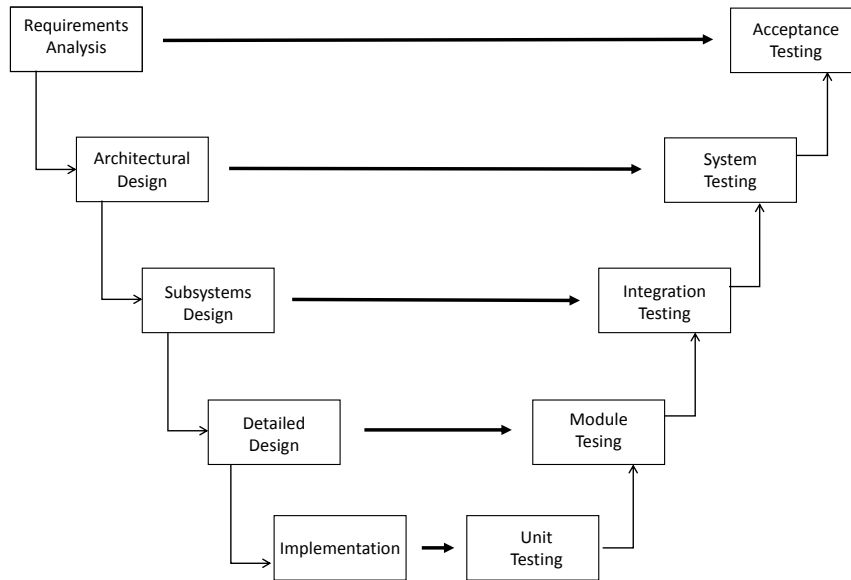 Requirements
Analysis
Acceptance
Testing
Architectural
Design
System
Testing
Subsystems
Design
Integration
Testing
Detailed
Design
Module
Tesing
Implementation
Unit
Testing